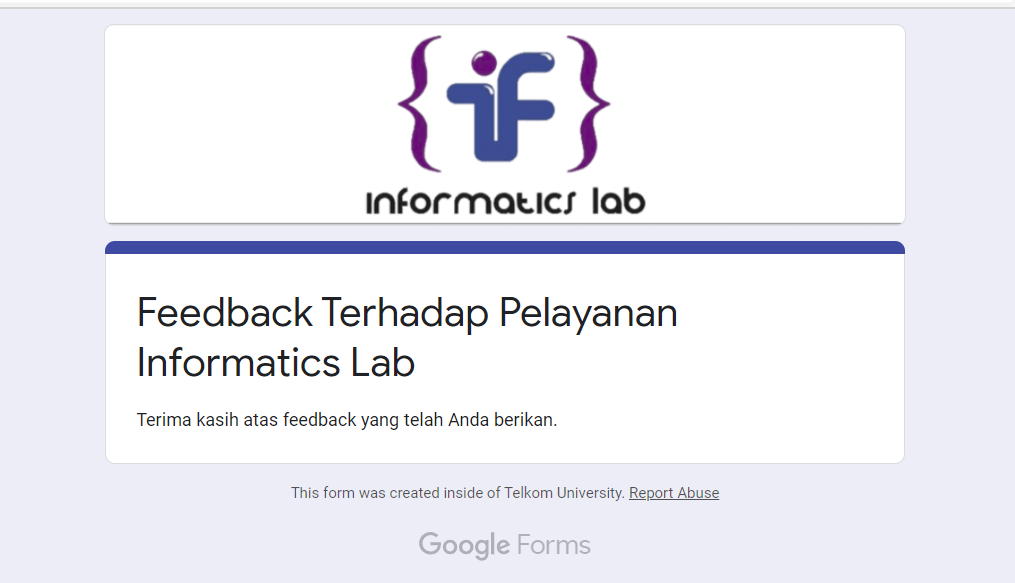 if
informatics lab
Feedback Terhadap Pelayanan
Informatics Lab
Terima kasih atas feedback yang telah Anda berikan.
This form was created inside of Telkom University. Report Abuse
Google Forms